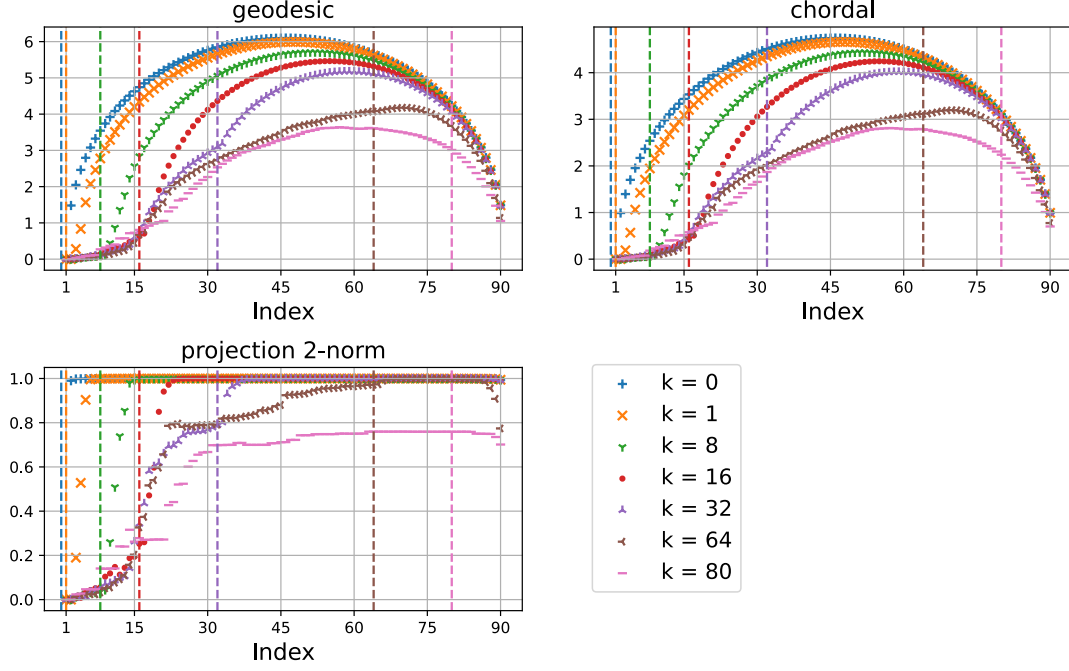 geodesic
6
5
4
3
2
1
0
1 15 30 45 60 75 90
Index
chordal
4
3
2
1
0
1 15 30 45 60 75 90
Index
projection 2-norm
1.0
0.8
0.6
0.4
0.2
0.0
1 15 30 45 60 75 90
Index
k = 0
k = 1
k = 8
k = 16
k = 32
k = 64
k = 80